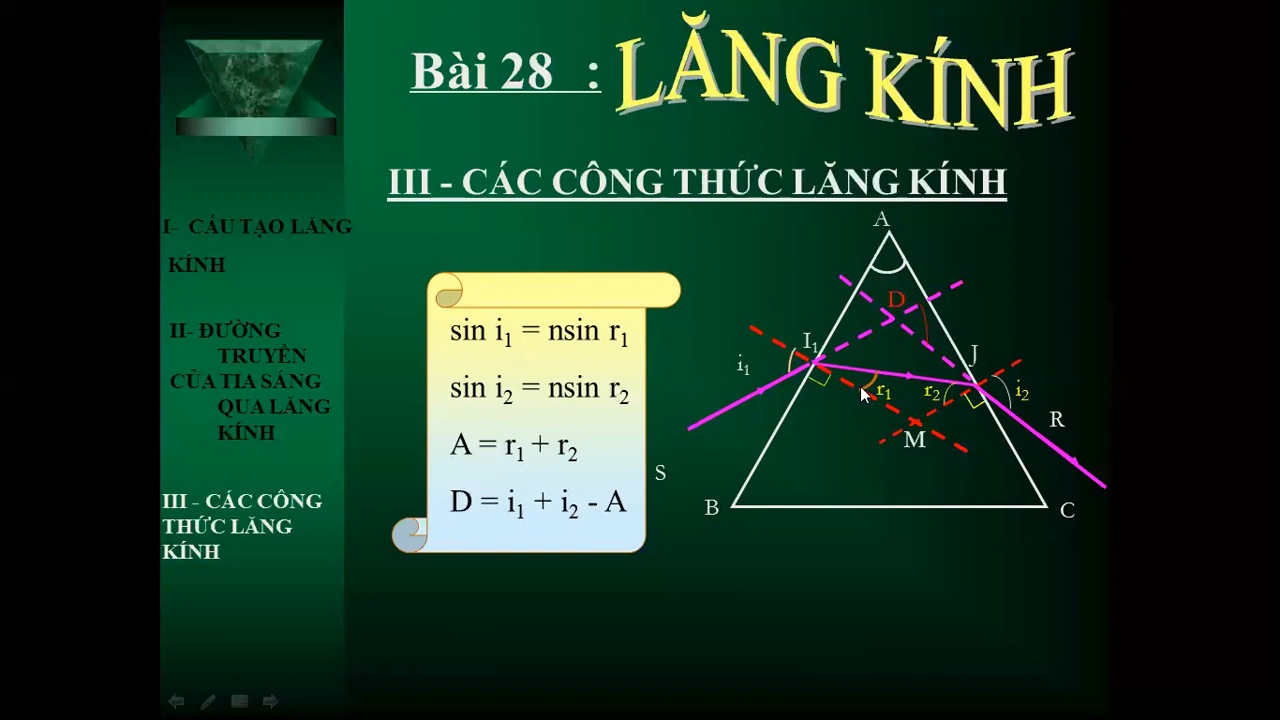 Bài 28 : LĂNG KÍNH
III - CÁC CÔNG THỨC LĂNG KÍNH
I- CẤU TẠO LĂNG
KÍNH
II- ĐƯỜNG
TRUYỀN
CỦA TIA SÁNG
QUA LĂNG
KÍNH
III - CÁC CÔNG
THỨC LĂNG
KÍNH
sin i₁ = nsin r₁
sin i₂ = nsin r₂
A = r₁ + r₂
D = i₁ + i₂ - A
A
D
I₁
J
i₁
r₁
r₂
i₂
R
M
S
B
C